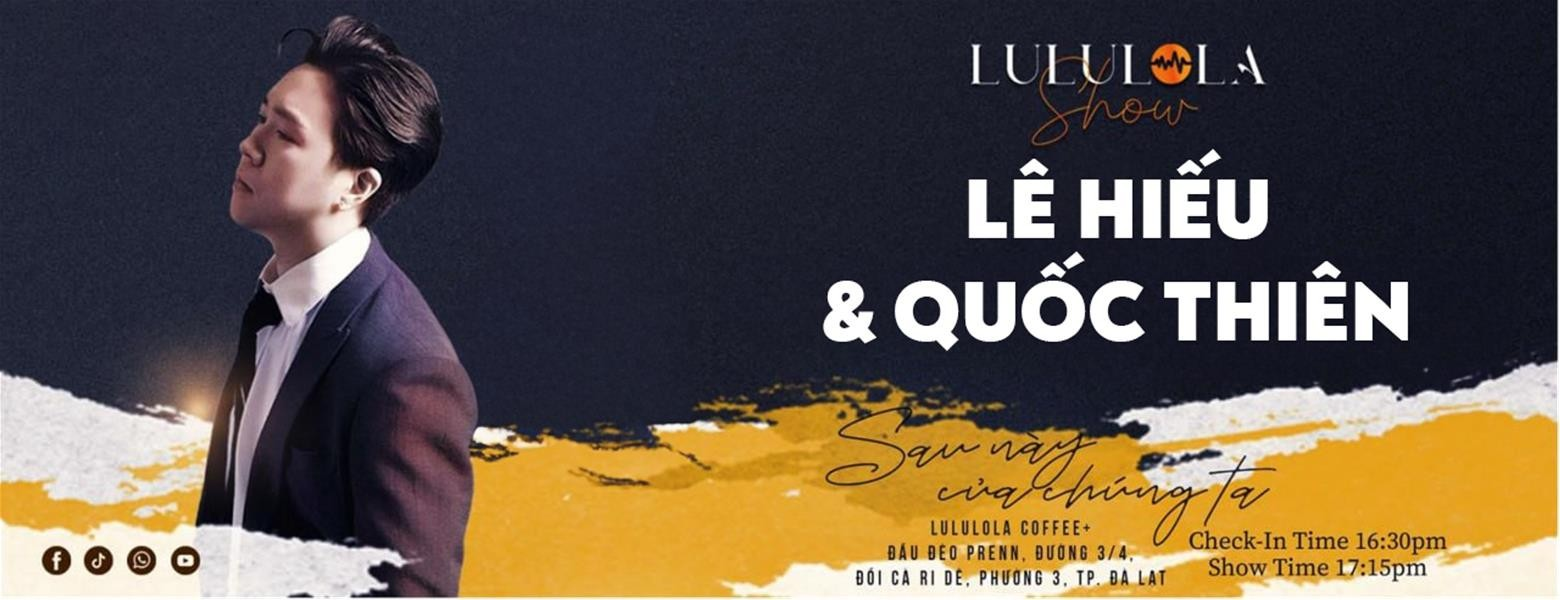 LULULOLA
Show
LÊ HIẾU
& QUỐC THIÊN
Sau này
của chúng ta
LULULOLA COFFEE+
ĐẦU ĐÈO PRENN, ĐƯỜNG 3/4,
ĐỒI CÀ RI DÊ, PHƯỜNG 3, TP. ĐÀ LẠT
Check-In Time 16:30pm
Show Time 17:15pm